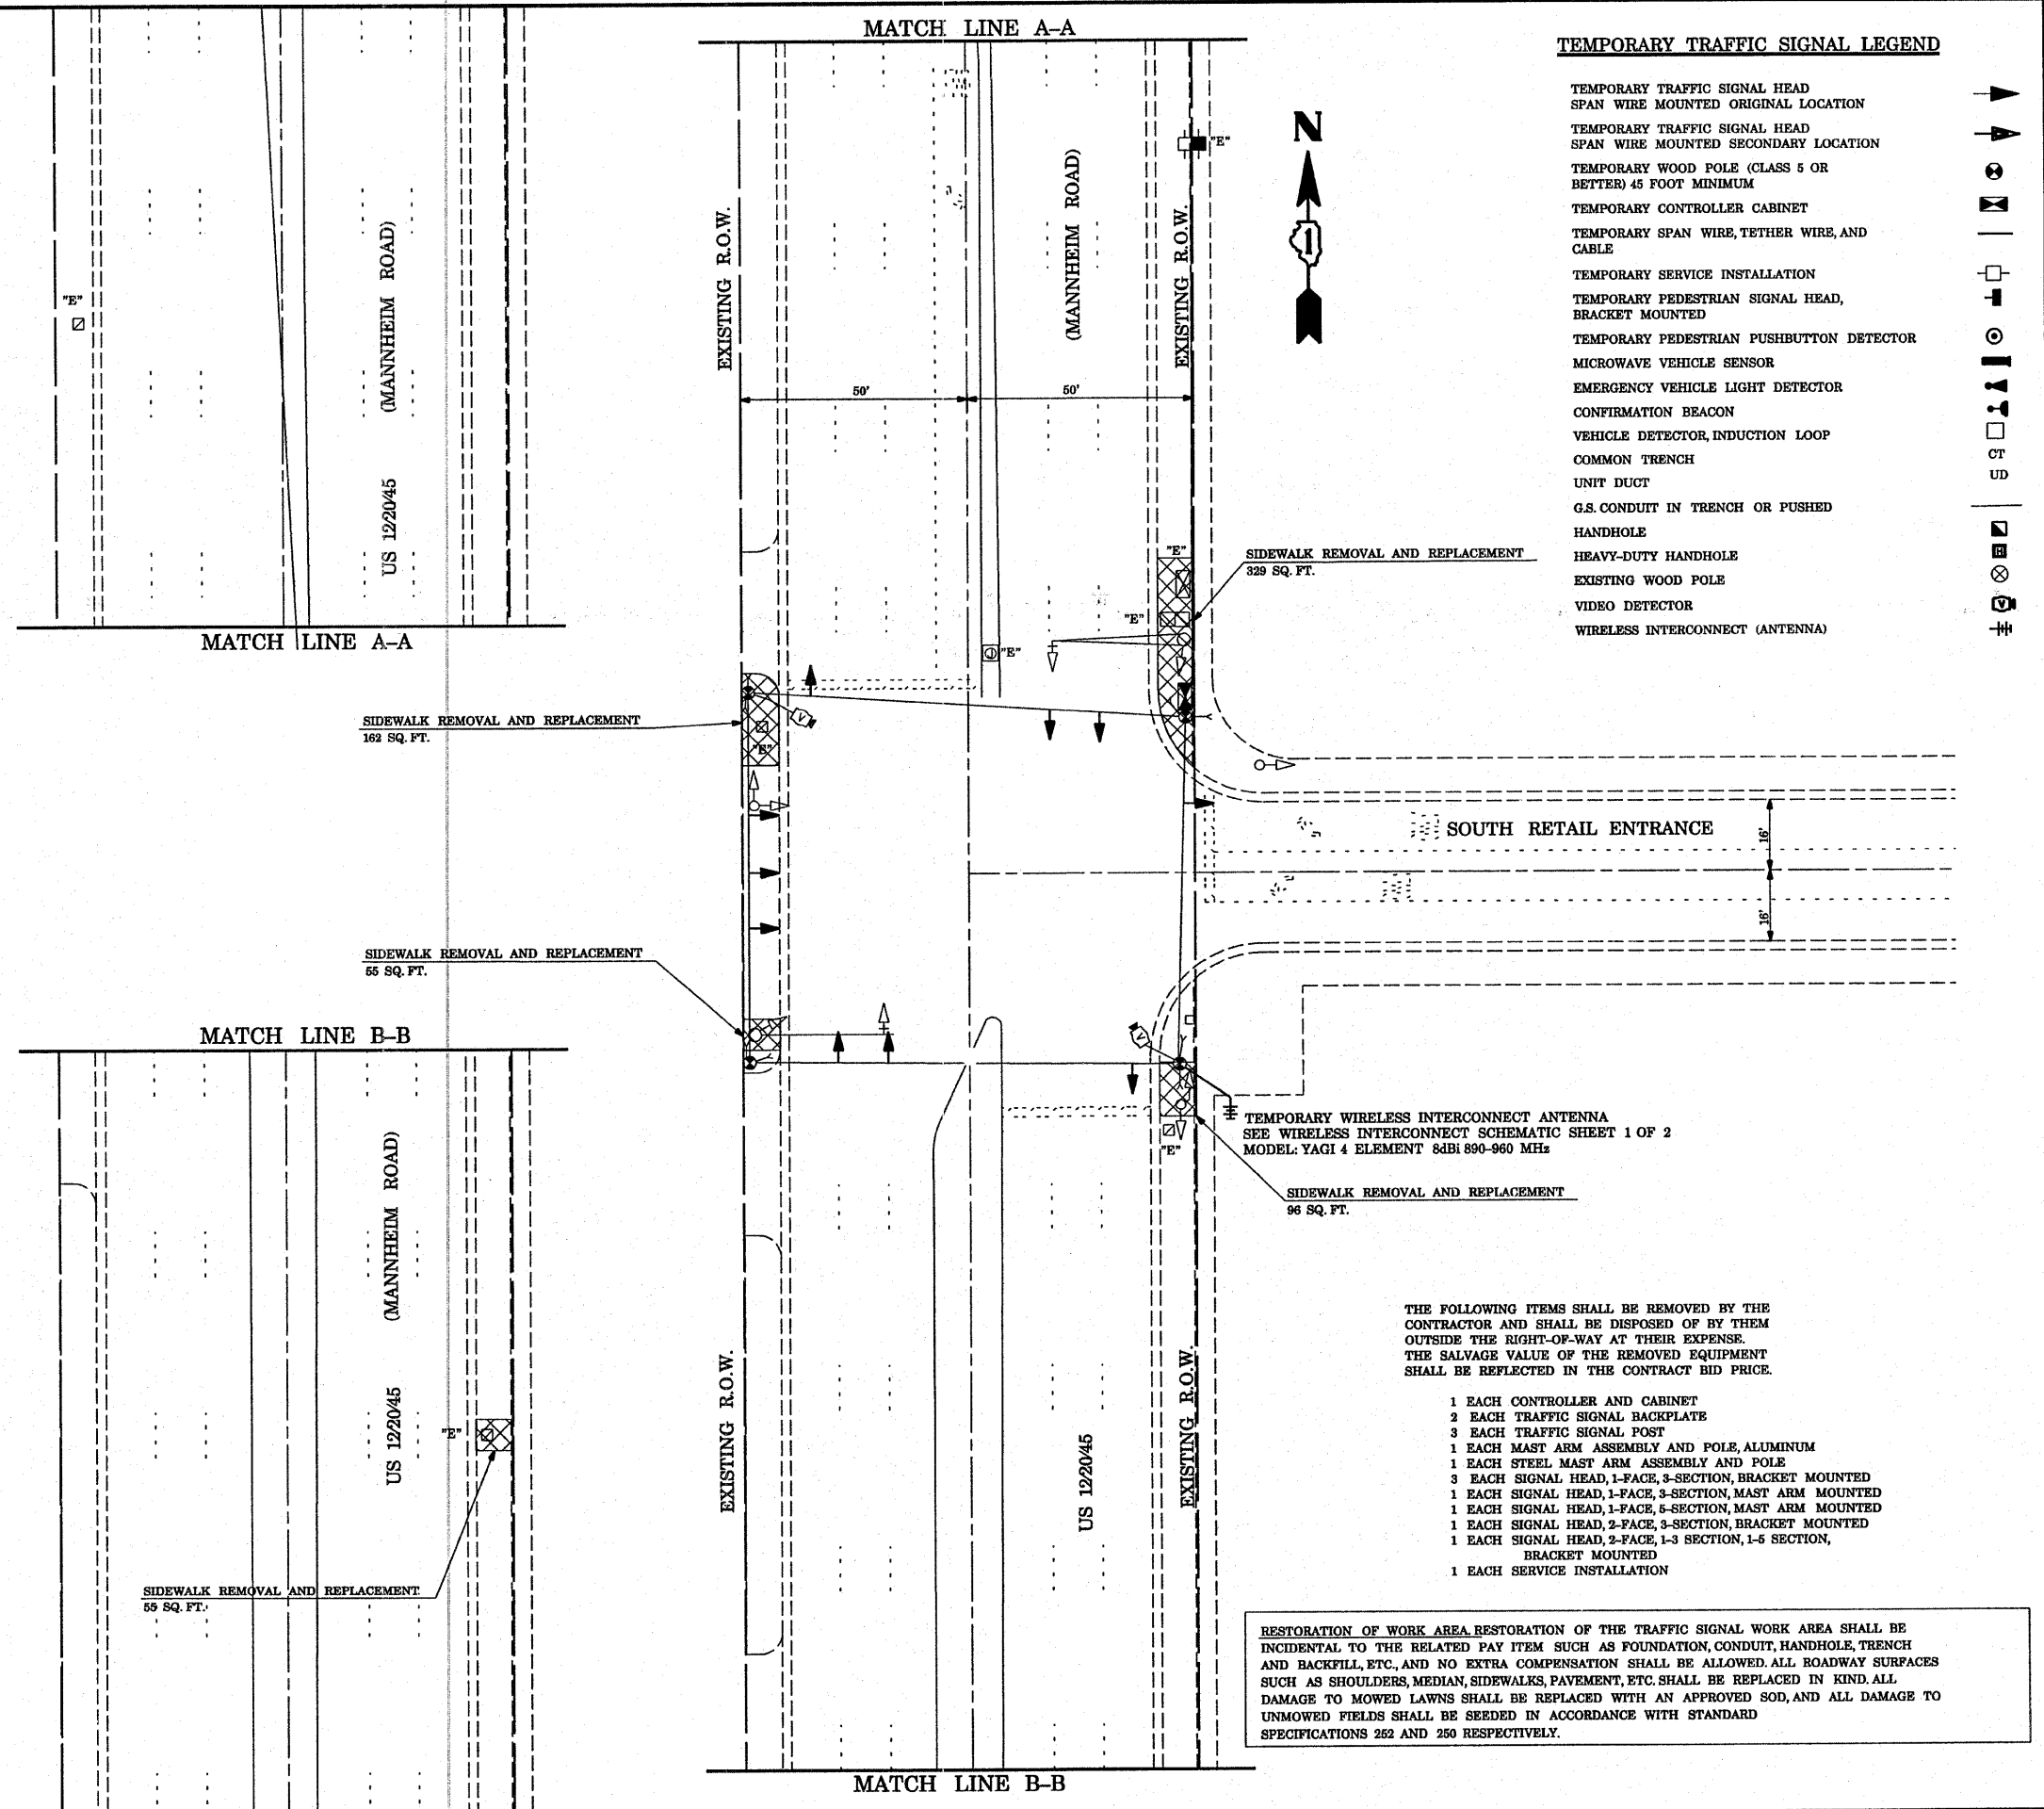 MATCH LINE A-A
(MANNHEIM ROAD)
US 12/20/45
"E"
MATCH LINE A-A
EXISTING R.O.W.
(MANNHEIM ROAD)
EXISTING R.O.W.
"E"
N
1
50'
50'
TEMPORARY TRAFFIC SIGNAL LEGEND
TEMPORARY TRAFFIC SIGNAL HEAD
SPAN WIRE MOUNTED ORIGINAL LOCATION
TEMPORARY TRAFFIC SIGNAL HEAD
SPAN WIRE MOUNTED SECONDARY LOCATION
TEMPORARY WOOD POLE (CLASS 5 OR
BETTER) 45 FOOT MINIMUM
TEMPORARY CONTROLLER CABINET
TEMPORARY SPAN WIRE, TETHER WIRE, AND
CABLE
TEMPORARY SERVICE INSTALLATION
TEMPORARY PEDESTRIAN SIGNAL HEAD,
BRACKET MOUNTED
TEMPORARY PEDESTRIAN PUSHBUTTON DETECTOR
MICROWAVE VEHICLE SENSOR
EMERGENCY VEHICLE LIGHT DETECTOR
CONFIRMATION BEACON
VEHICLE DETECTOR, INDUCTION LOOP
COMMON TRENCH CT
UNIT DUCT UD
G.S. CONDUIT IN TRENCH OR PUSHED
HANDHOLE
HEAVY-DUTY HANDHOLE H
EXISTING WOOD POLE
VIDEO DETECTOR V
WIRELESS INTERCONNECT (ANTENNA)
"E"
"E"
"E"
SIDEWALK REMOVAL AND REPLACEMENT
329 SQ. FT.
SIDEWALK REMOVAL AND REPLACEMENT
162 SQ. FT.
"E"
V
SOUTH RETAIL ENTRANCE
16'
16'
SIDEWALK REMOVAL AND REPLACEMENT
55 SQ. FT.
V
TEMPORARY WIRELESS INTERCONNECT ANTENNA
SEE WIRELESS INTERCONNECT SCHEMATIC SHEET 1 OF 2
MODEL: YAGI 4 ELEMENT 8dBi 890-960 MHz
"E"
SIDEWALK REMOVAL AND REPLACEMENT
96 SQ. FT.
MATCH LINE B-B
(MANNHEIM ROAD)
US 12/20/45
"E"
SIDEWALK REMOVAL AND REPLACEMENT
55 SQ. FT.
EXISTING R.O.W.
US 12/20/45
EXISTING R.O.W.
MATCH LINE B-B
THE FOLLOWING ITEMS SHALL BE REMOVED BY THE
CONTRACTOR AND SHALL BE DISPOSED OF BY THEM
OUTSIDE THE RIGHT-OF-WAY AT THEIR EXPENSE.
THE SALVAGE VALUE OF THE REMOVED EQUIPMENT
SHALL BE REFLECTED IN THE CONTRACT BID PRICE.
1 EACH CONTROLLER AND CABINET
2 EACH TRAFFIC SIGNAL BACKPLATE
3 EACH TRAFFIC SIGNAL POST
1 EACH MAST ARM ASSEMBLY AND POLE, ALUMINUM
1 EACH STEEL MAST ARM ASSEMBLY AND POLE
3 EACH SIGNAL HEAD, 1-FACE, 3-SECTION, BRACKET MOUNTED
1 EACH SIGNAL HEAD, 1-FACE, 3-SECTION, MAST ARM MOUNTED
1 EACH SIGNAL HEAD, 1-FACE, 5-SECTION, MAST ARM MOUNTED
1 EACH SIGNAL HEAD, 2-FACE, 3-SECTION, BRACKET MOUNTED
1 EACH SIGNAL HEAD, 2-FACE, 1-3 SECTION, 1-5 SECTION,
BRACKET MOUNTED
1 EACH SERVICE INSTALLATION
RESTORATION OF WORK AREA. RESTORATION OF THE TRAFFIC SIGNAL WORK AREA SHALL BE
INCIDENTAL TO THE RELATED PAY ITEM SUCH AS FOUNDATION, CONDUIT, HANDHOLE, TRENCH
AND BACKFILL, ETC., AND NO EXTRA COMPENSATION SHALL BE ALLOWED. ALL ROADWAY SURFACES
SUCH AS SHOULDERS, MEDIAN, SIDEWALKS, PAVEMENT, ETC. SHALL BE REPLACED IN KIND. ALL
DAMAGE TO MOWED LAWNS SHALL BE REPLACED WITH AN APPROVED SOD, AND ALL DAMAGE TO
UNMOWED FIELDS SHALL BE SEEDED IN ACCORDANCE WITH STANDARD
SPECIFICATIONS 252 AND 250 RESPECTIVELY.